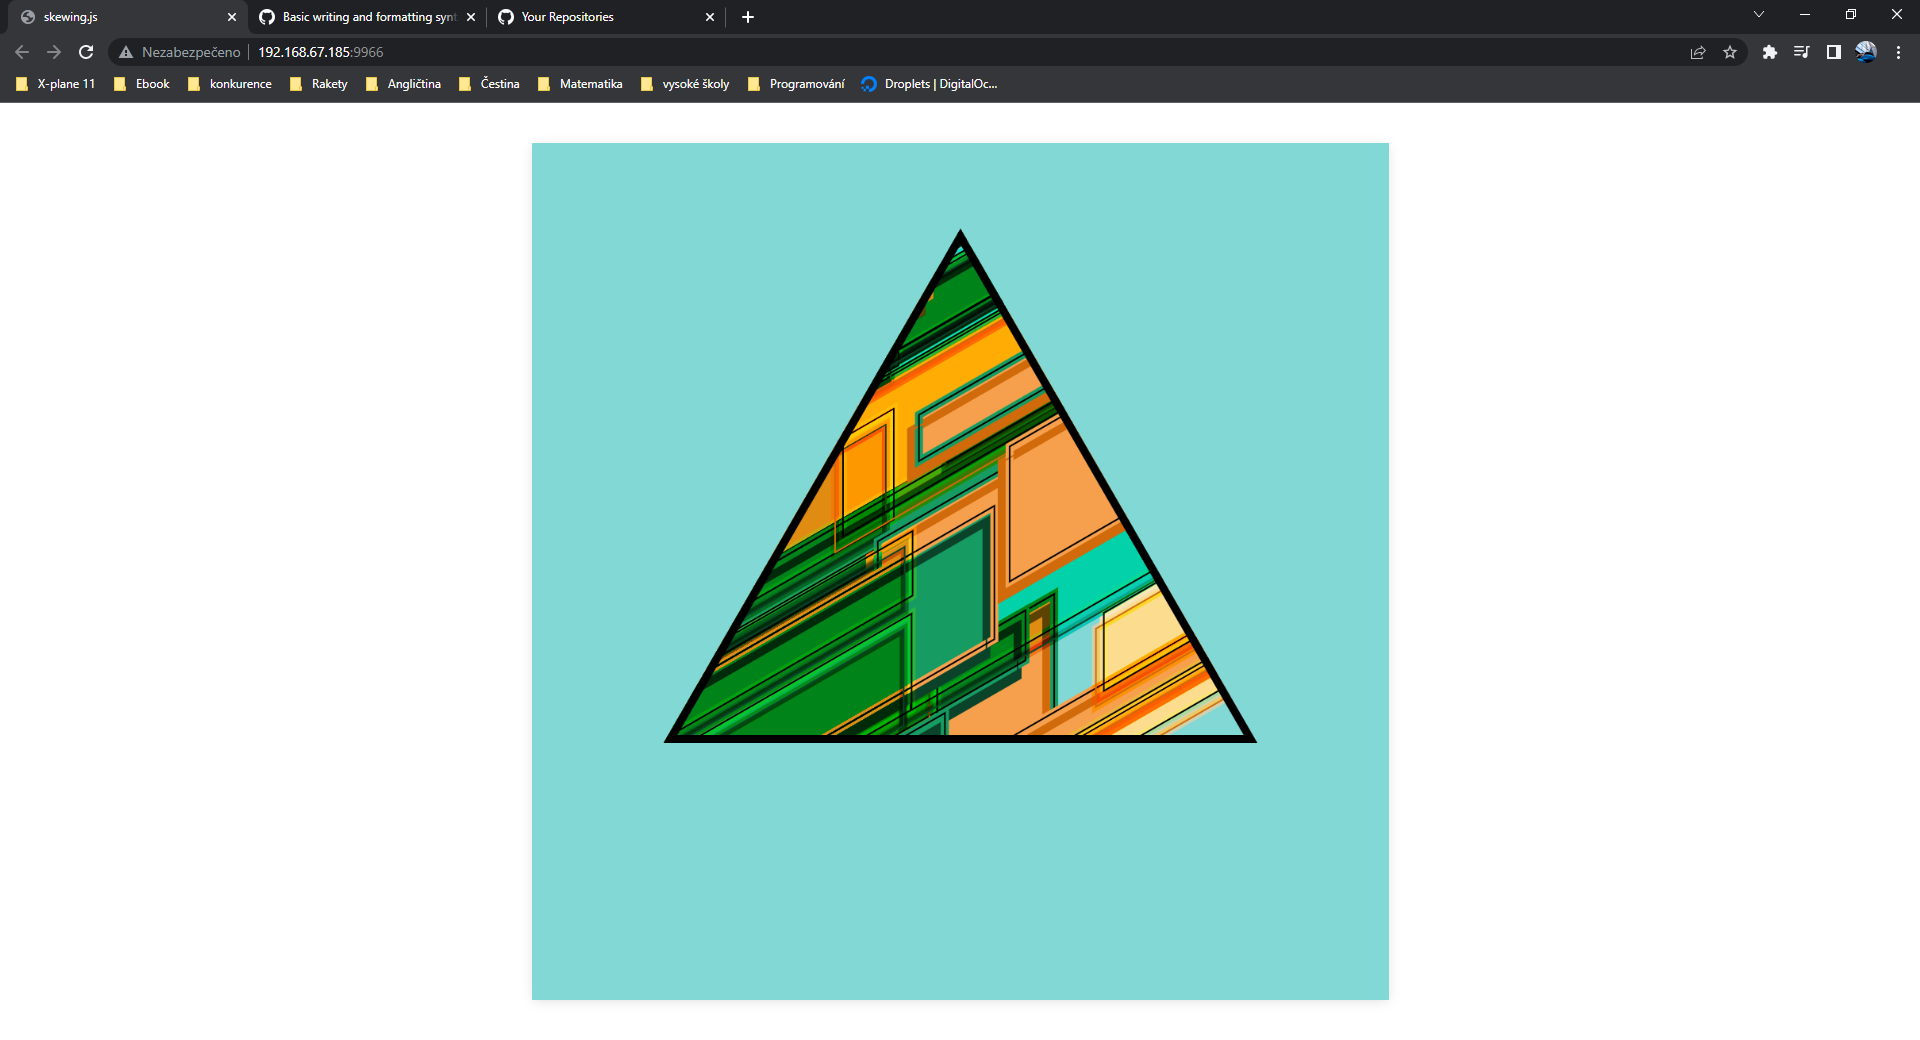 skewing.js
Basic writing and formatting synt
Your Repositories
Nezabezpečeno 192.168.67.185:9966
X-plane 11 Ebook konkurence Rakety Angličtina Čestina Matematika vysoké školy Programování Droplets | DigitalOc...